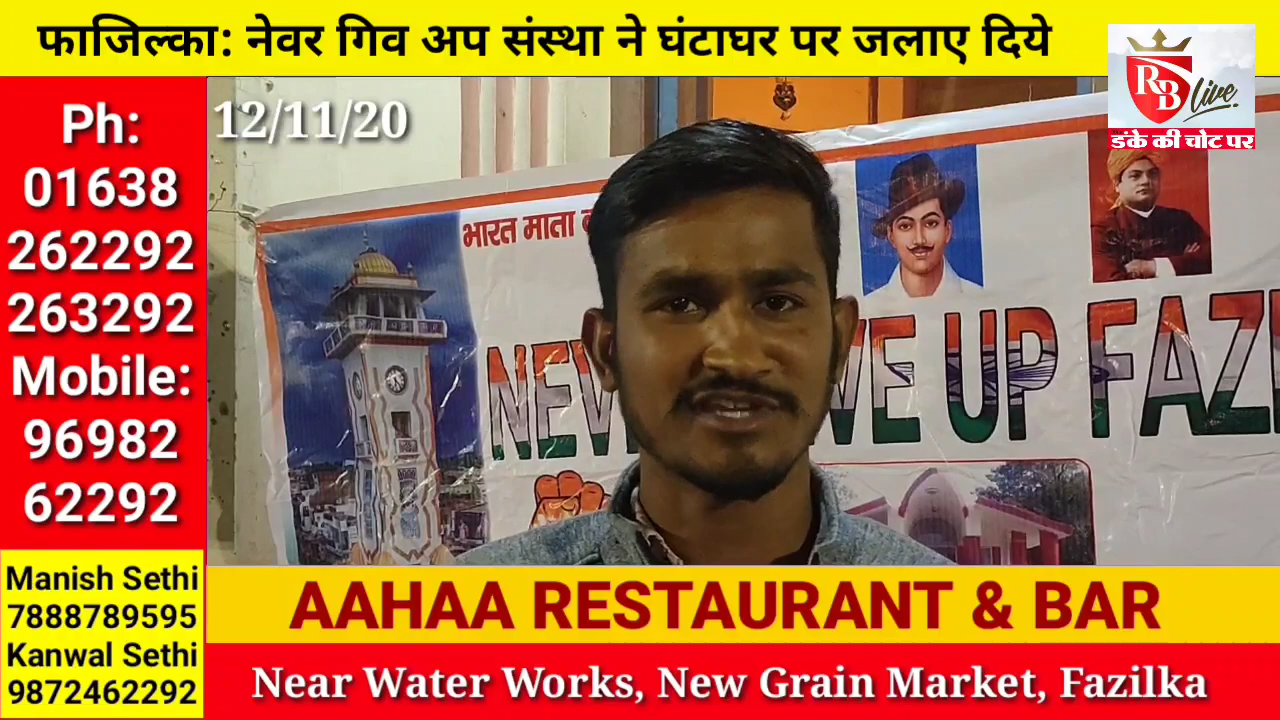 फाजिल्का: नेवर गिव अप संस्था ने घंटाघर पर जलाए दिये
RB Live
डंके की चोट पर
Ph:
01638
262292
263292
Mobile:
96982
62292
12/11/20
भारत माता
UP
Manish Sethi
7888789595
Kanwal Sethi
9872462292
AAHAA RESTAURANT & BAR
Near Water Works, New Grain Market, Fazilka